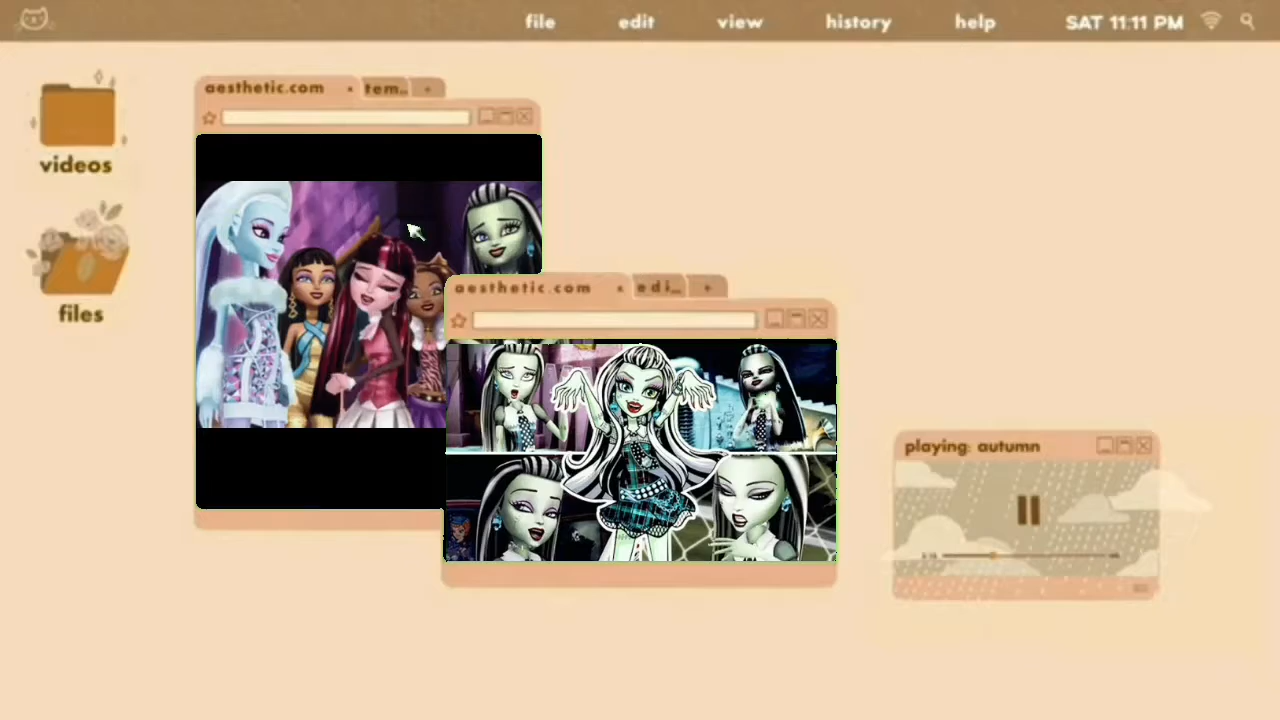 file edit view history help SAT 11:11 PM
videos
files
aesthetic.com tem..
aesthetic.com edi...
playing: autumn